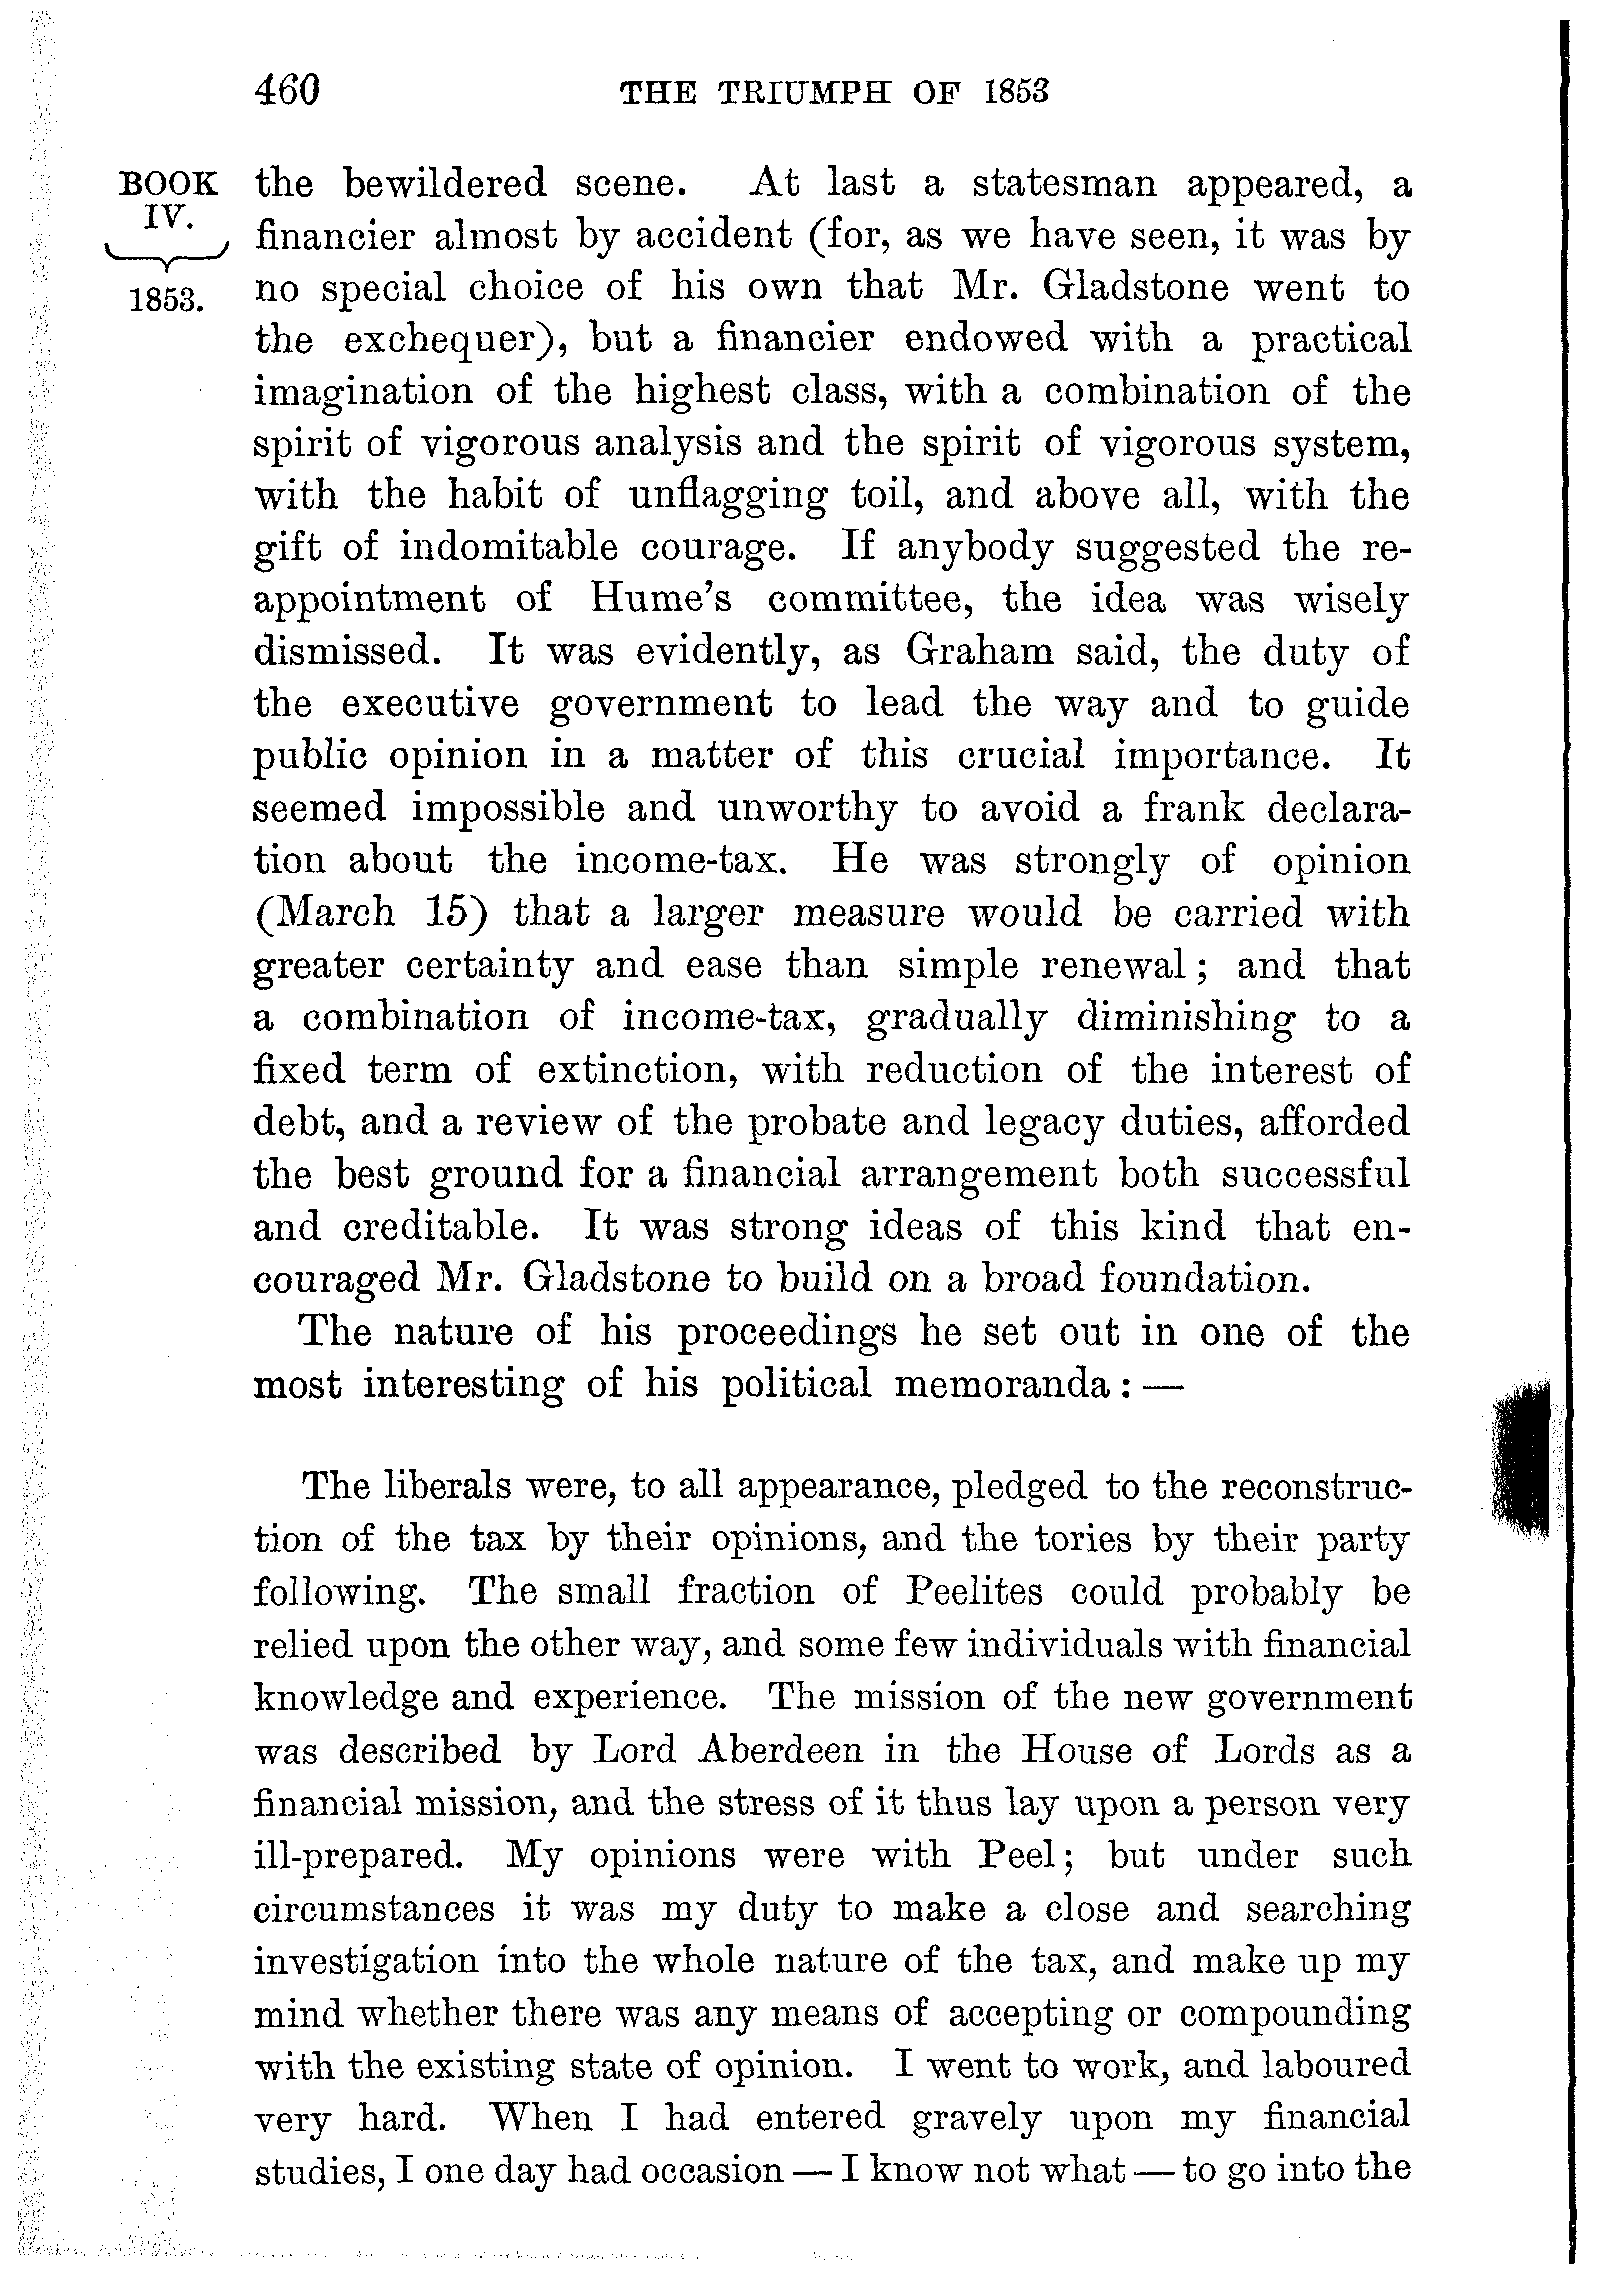 460 THE TRIUMPH OF 1853
BOOK
IV.
1853.
the bewildered scene. At last a statesman appeared, a
financier almost by accident (for, as we have seen, it was by
no special choice of his own that Mr. Gladstone went to
the exchequer), but a financier endowed with a practical
imagination of the highest class, with a combination of the
spirit of vigorous analysis and the spirit of vigorous system,
with the habit of unflagging toil, and above all, with the
gift of indomitable courage. If anybody suggested the re-
appointment of Hume's committee, the idea was wisely
dismissed. It was evidently, as Graham said, the duty of
the executive government to lead the way and to guide
public opinion in a matter of this crucial importance. It
seemed impossible and unworthy to avoid a frank declara-
tion about the income-tax. He was strongly of opinion
(March 15) that a larger measure would be carried with
greater certainty and ease than simple renewal; and that
a combination of income-tax, gradually diminishing to a
fixed term of extinction, with reduction of the interest of
debt, and a review of the probate and legacy duties, afforded
the best ground for a financial arrangement both successful
and creditable. It was strong ideas of this kind that en-
couraged Mr. Gladstone to build on a broad foundation.
The nature of his proceedings he set out in one of the
most interesting of his political memoranda: —
The liberals were, to all appearance, pledged to the reconstruc-
tion of the tax by their opinions, and the tories by their party
following. The small fraction of Peelites could probably be
relied upon the other way, and some few individuals with financial
knowledge and experience. The mission of the new government
was described by Lord Aberdeen in the House of Lords as a
financial mission, and the stress of it thus lay upon a person very
ill-prepared. My opinions were with Peel; but under such
circumstances it was my duty to make a close and searching
investigation into the whole nature of the tax, and make up my
mind whether there was any means of accepting or compounding
with the existing state of opinion. I went to work, and laboured
very hard. When I had entered gravely upon my financial
studies, I one day had occasion — I know not what — to go into the